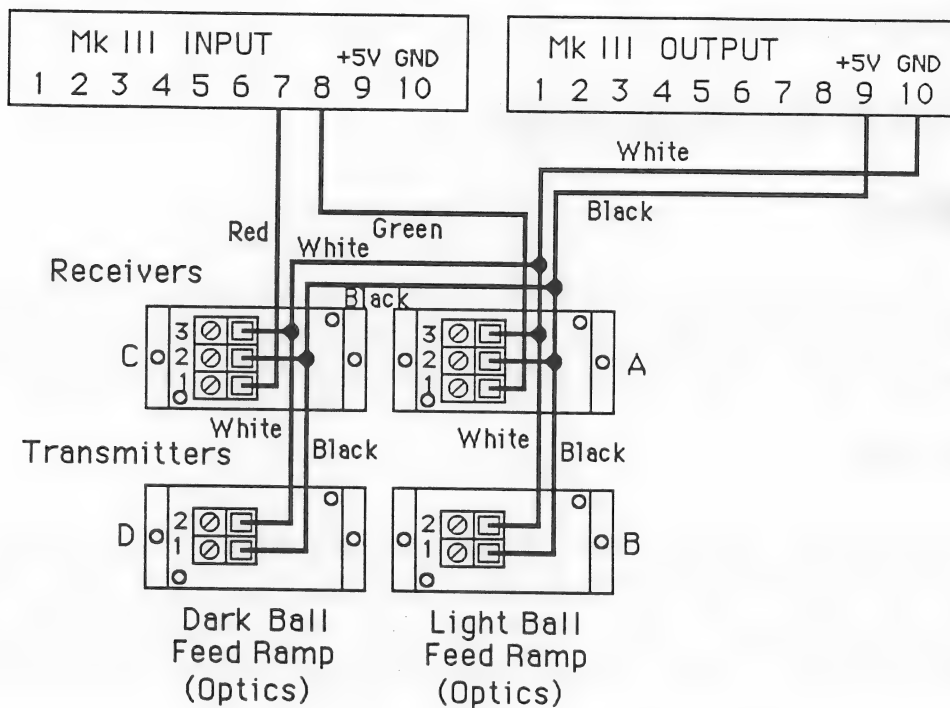 Mk III INPUT
+5V GND
1 2 3 4 5 6 7 8 9 10
Mk III OUTPUT
+5V GND
1 2 3 4 5 6 7 8 9 10
White
Black
Red
Green
White
Receivers
Black
C
3
2
1
3
2
1
A
White
Black
White
Black
Transmitters
D
2
1
2
1
B
Dark Ball
Feed Ramp
(Optics)
Light Ball
Feed Ramp
(Optics)